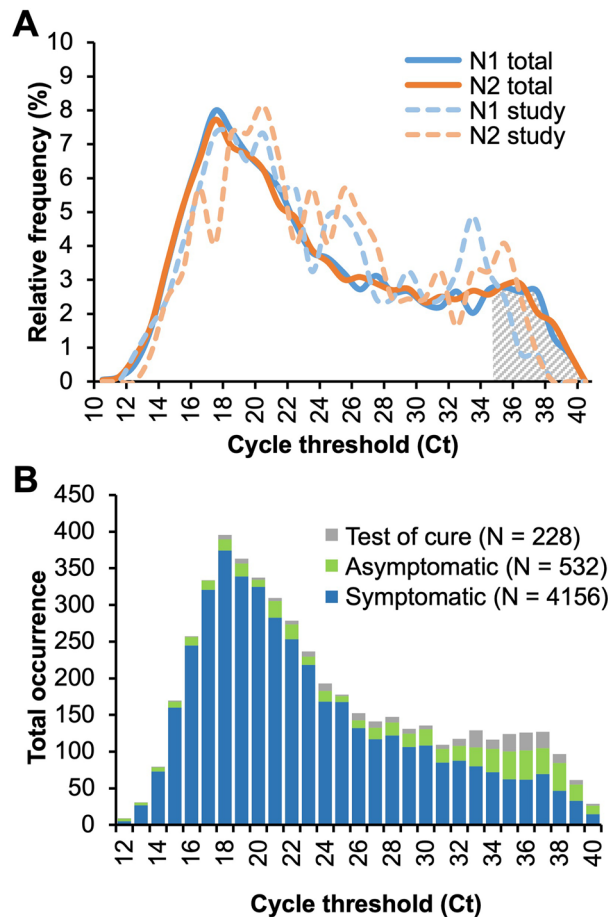 A
10
9
8
7
6
5
4
3
2
1
0
Relative frequency (%)
N1 total
N2 total
N1 study
N2 study
10 12 14 16 18 20 22 24 26 28 30 32 34 36 38 40
Cycle threshold (Ct)
B
450
400
350
300
250
200
150
100
50
0
Total occurrence
Test of cure (N = 228)
Asymptomatic (N = 532)
Symptomatic (N = 4156)
12 14 16 18 20 22 24 26 28 30 32 34 36 38 40
Cycle threshold (Ct)